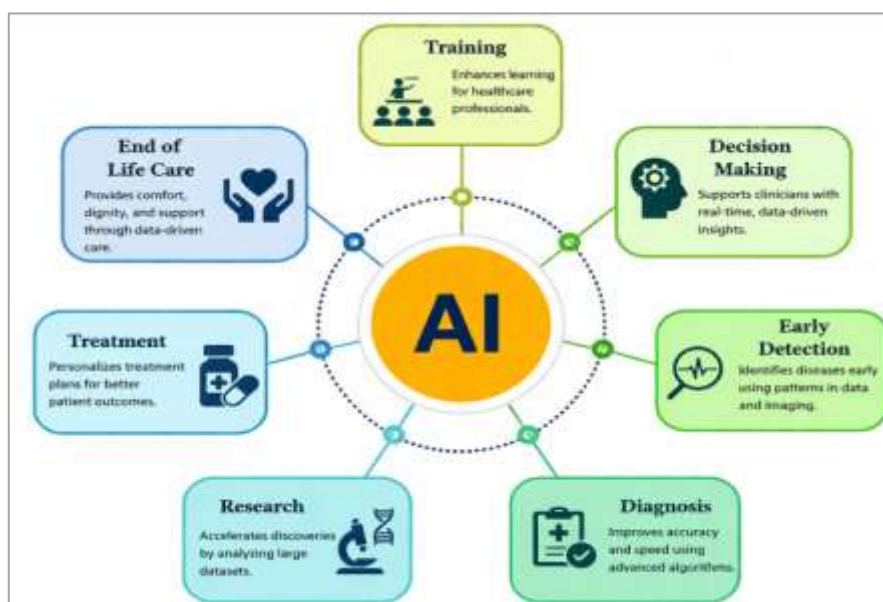 Training
Enhances learning
for healthcare
professionals.
End of
Life Care
Provides comfort,
dignity, and support
through data-driven
care.
Decision
Making
Supports clinicians with
real-time, data-driven
insights.
AI
Treatment
Personalizes treatment
plans for better
patient outcomes.
Early
Detection
Identifies diseases early
using patterns in data
and imaging.
Research
Accelerates discoveries
by analyzing large
datasets.
Diagnosis
Improves accuracy
and speed using
advanced algorithms.